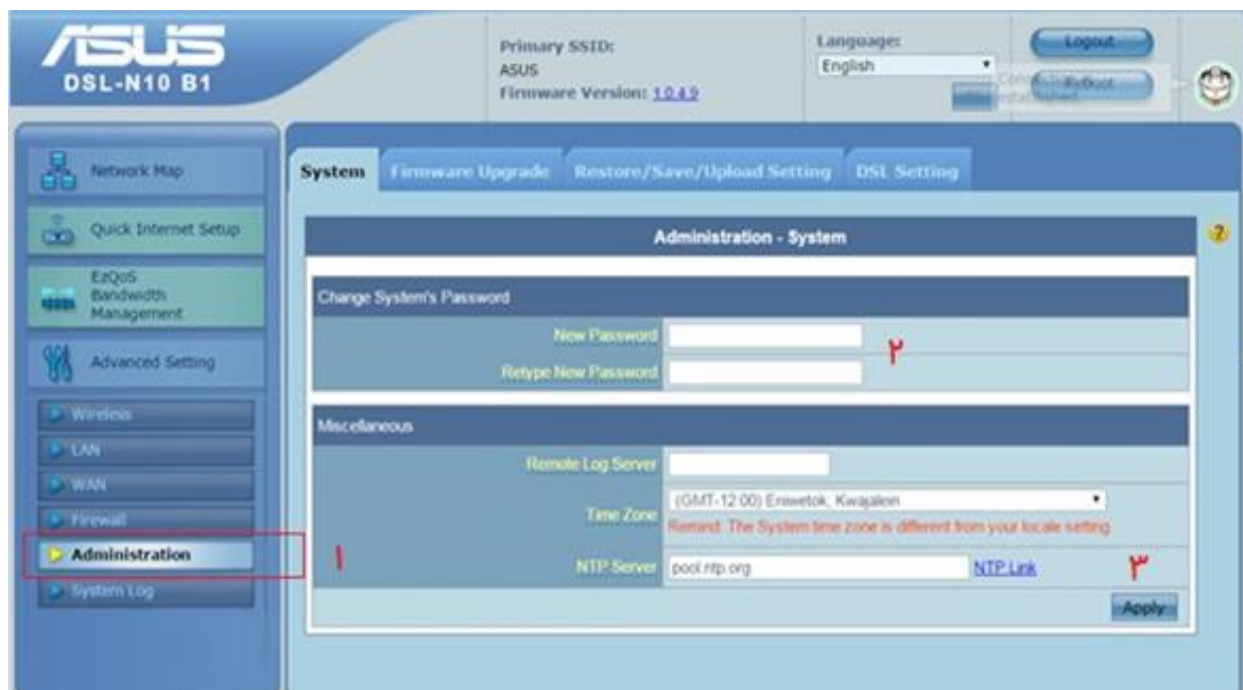 ASUS
DSL-N10 B1
Primary SSID:
ASUS
Firmware Version: 1.0.4.9
Language:
English
Logout
Reboot
Network Map
Quick Internet Setup
EzQoS
Bandwidth
Management
Advanced Setting
Wireless
LAN
WAN
Firewall
Administration
System Log
۱
System
Firmware Upgrade
Restore/Save/Upload Setting
DSL Setting
Administration - System
Change System's Password
New Password
Retype New Password
۲
Miscellaneous
Remote Log Server
Time Zone
(GMT-12:00) Eniwetok, Kwajalein
Remind: The System time zone is different from your locale setting
NTP Server
pool.ntp.org
NTP Link
۳
Apply